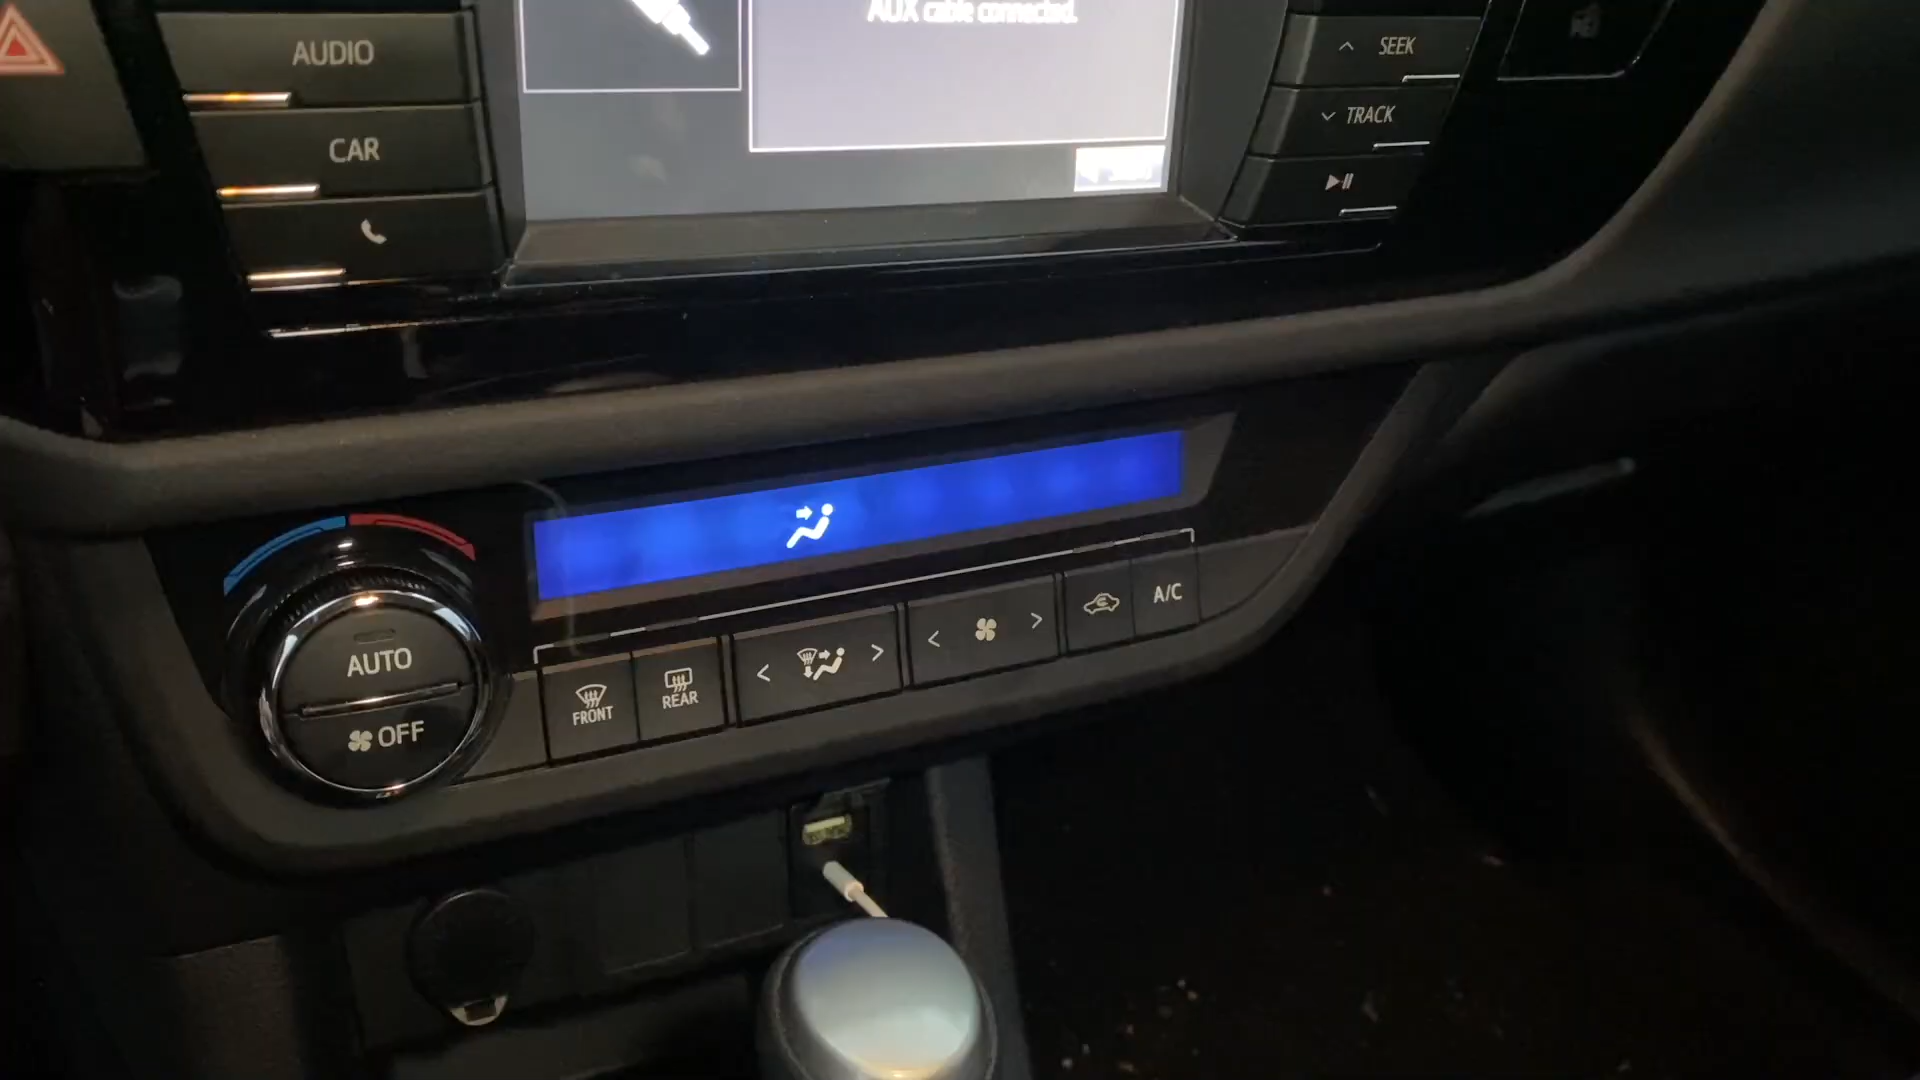 AUX cable connected.
AUDIO
CAR
SEEK
TRACK
AUTO
OFF
FRONT
REAR
A/C